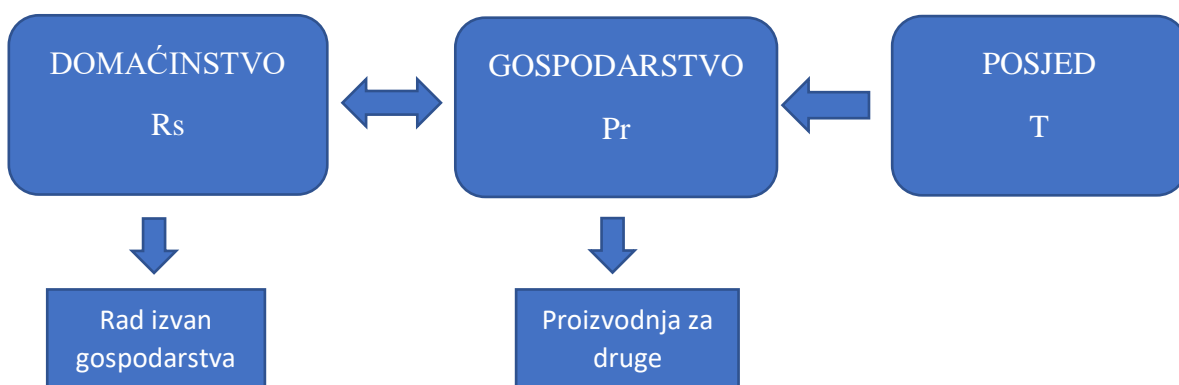 DOMAĆINSTVO
Rs
GOSPODARSTVO
Pr
POSJED
T
Rad izvan
gospodarstva
Proizvodnja za
druge